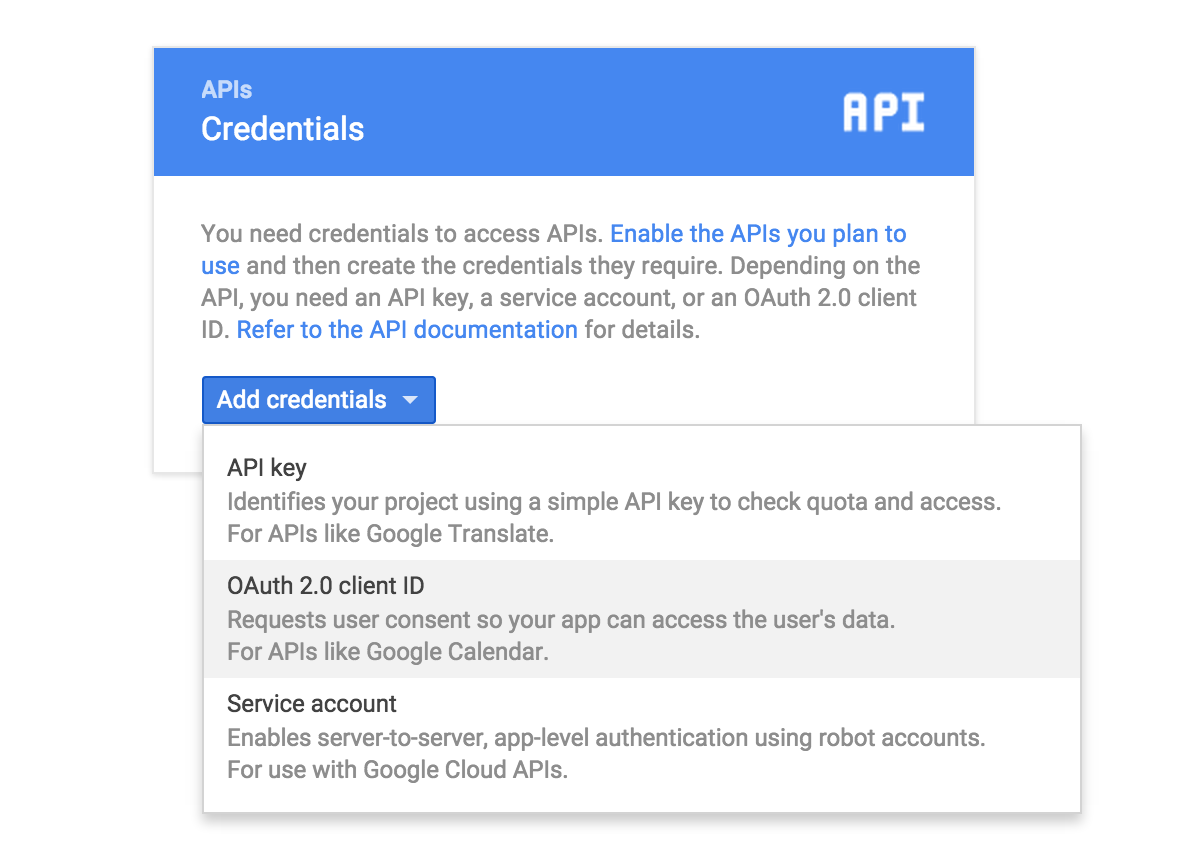 APIs
Credentials
API
You need credentials to access APIs. Enable the APIs you plan to
use and then create the credentials they require. Depending on the
API, you need an API key, a service account, or an OAuth 2.0 client
ID. Refer to the API documentation for details.
Add credentials
API key
Identifies your project using a simple API key to check quota and access.
For APIs like Google Translate.
OAuth 2.0 client ID
Requests user consent so your app can access the user's data.
For APIs like Google Calendar.
Service account
Enables server-to-server, app-level authentication using robot accounts.
For use with Google Cloud APIs.